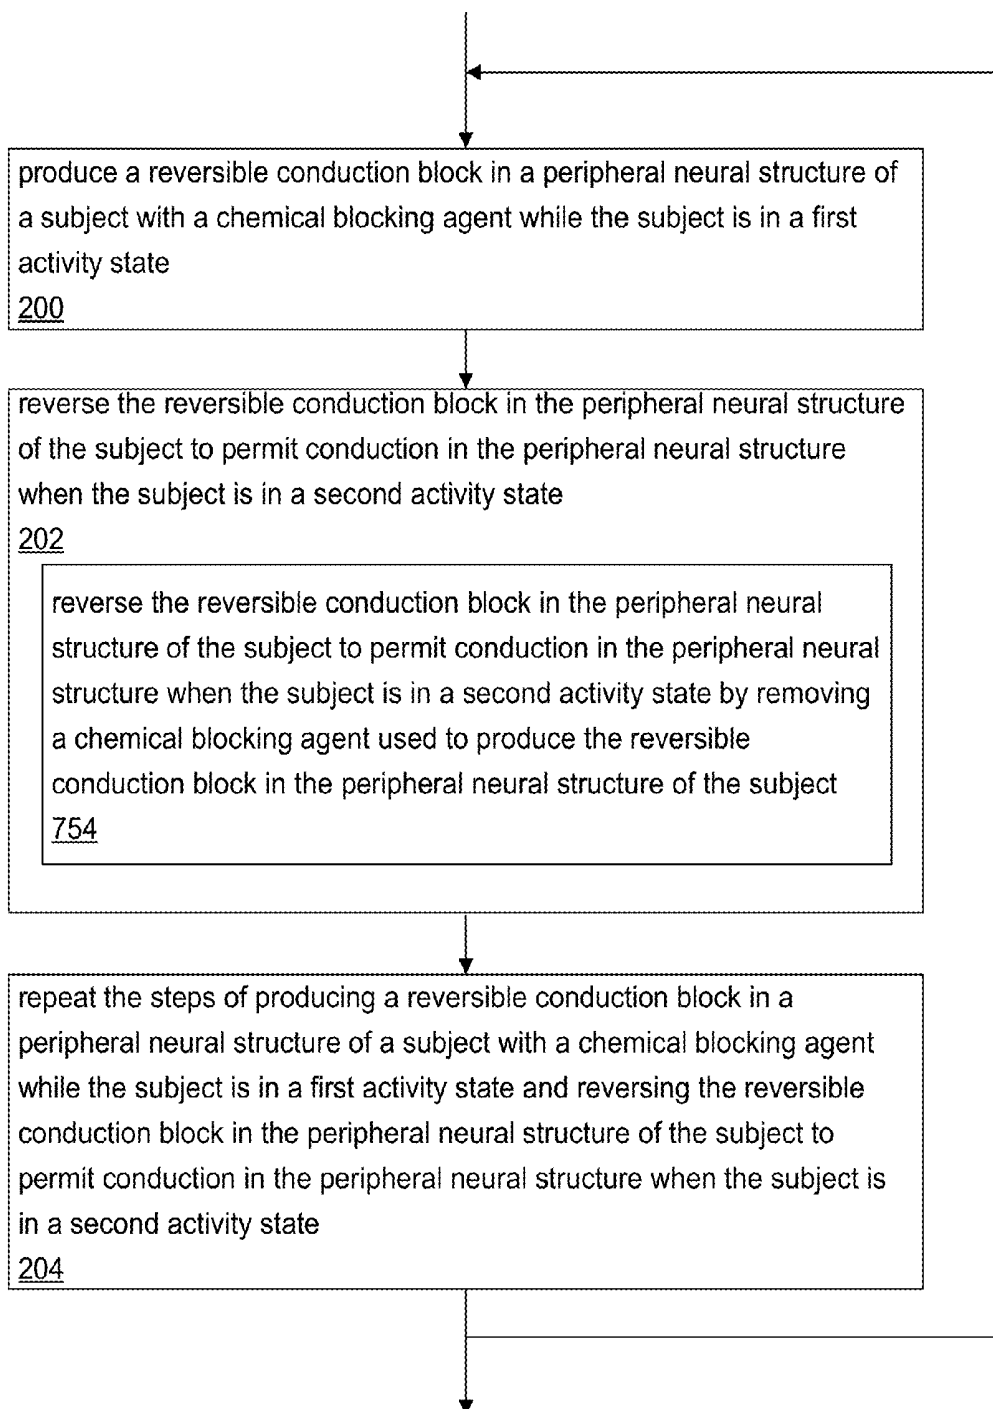 produce a reversible conduction block in a peripheral neural structure of
a subject with a chemical blocking agent while the subject is in a first
activity state
200
reverse the reversible conduction block in the peripheral neural structure
of the subject to permit conduction in the peripheral neural structure
when the subject is in a second activity state
202
reverse the reversible conduction block in the peripheral neural
structure of the subject to permit conduction in the peripheral neural
structure when the subject is in a second activity state by removing
a chemical blocking agent used to produce the reversible
conduction block in the peripheral neural structure of the subject
754
repeat the steps of producing a reversible conduction block in a
peripheral neural structure of a subject with a chemical blocking agent
while the subject is in a first activity state and reversing the reversible
conduction block in the peripheral neural structure of the subject to
permit conduction in the peripheral neural structure when the subject is
in a second activity state
204